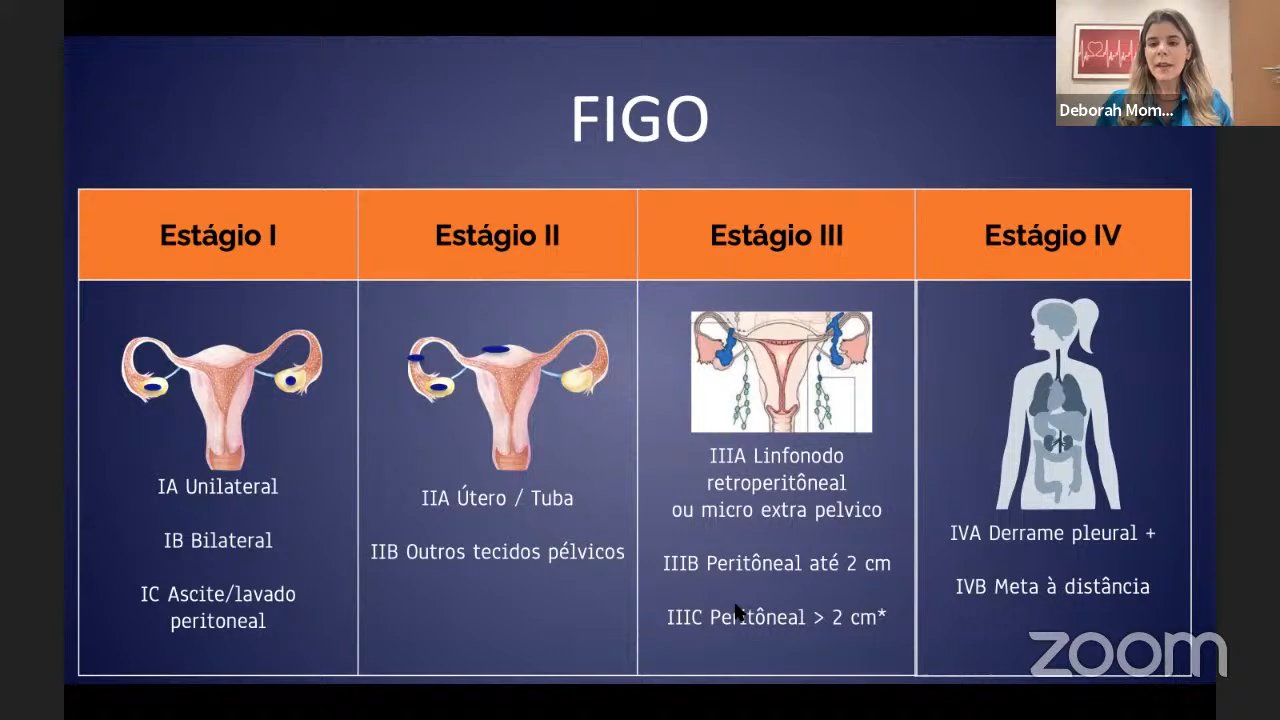 Deborah Mom...
FIGO
Estágio I
Estágio II
Estágio III
Estágio IV
IA Unilateral
IB Bilateral
IC Ascite/lavado
peritoneal
IIA Útero / Tuba
IIB Outros tecidos pélvicos
IIIA Linfonodo
retroperitôneal
ou micro extra pelvico
IIIB Peritôneal até 2 cm
IIIC Peritôneal > 2 cm*
IVA Derrame pleural +
IVB Meta à distância
zoom